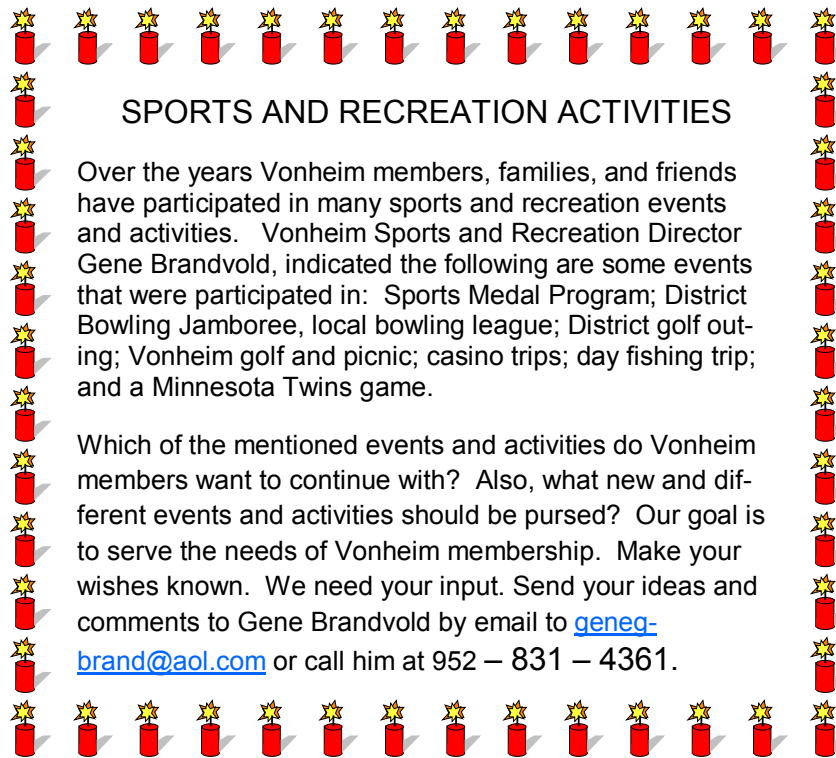 SPORTS AND RECREATION ACTIVITIES
Over the years Vonheim members, families, and friends
have participated in many sports and recreation events
and activities.   Vonheim Sports and Recreation Director
Gene Brandvold, indicated the following are some events
that were participated in:  Sports Medal Program; District
Bowling Jamboree, local bowling league; District golf out-
ing; Vonheim golf and picnic; casino trips; day fishing trip;
and a Minnesota Twins game.
Which of the mentioned events and activities do Vonheim
members want to continue with?  Also, what new and dif-
ferent events and activities should be pursed?  Our goal is
to serve the needs of Vonheim membership.  Make your
wishes known.  We need your input. Send your ideas and
comments to Gene Brandvold by email to geneg-
brand@aol.com or call him at 952 – 831 – 4361.